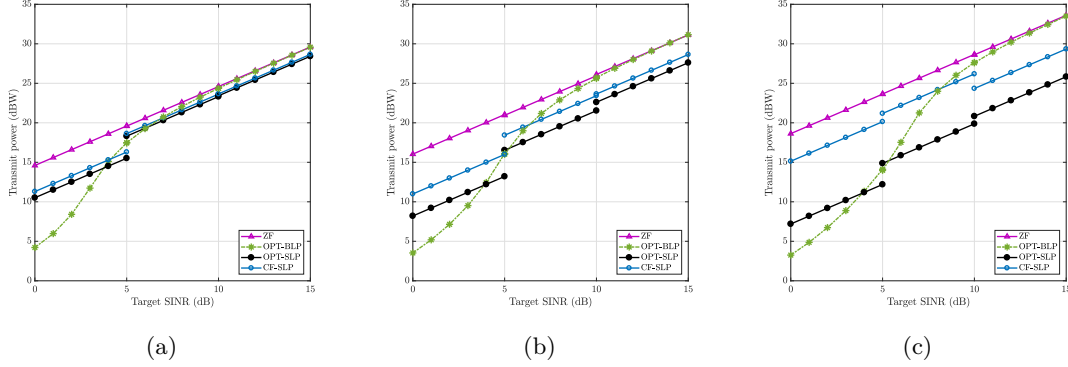 35
30
25
20
15
10
5
0
Transmit power (dBW)
ZF
OPT-BLP
OPT-SLP
CF-SLP
0 5 10 15
Target SINR (dB)
(a)
35
30
25
20
15
10
5
0
Transmit power (dBW)
ZF
OPT-BLP
OPT-SLP
CF-SLP
0 5 10 15
Target SINR (dB)
(b)
35
30
25
20
15
10
5
0
Transmit power (dBW)
ZF
OPT-BLP
OPT-SLP
CF-SLP
0 5 10 15
Target SINR (dB)
(c)